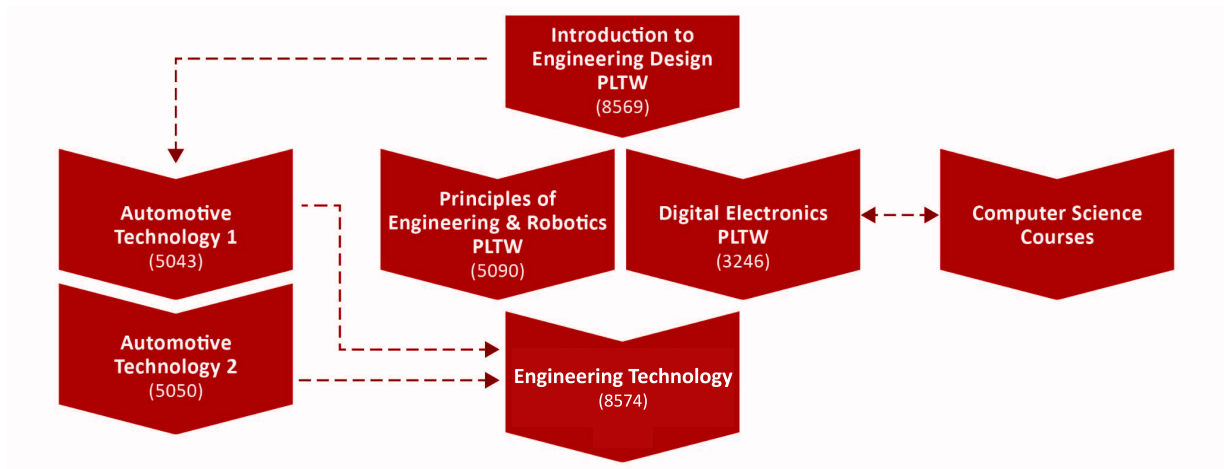 Introduction to
Engineering Design
PLTW
(8569)
Automotive
Technology 1
(5043)
Principles of
Engineering & Robotics
PLTW
(5090)
Digital Electronics
PLTW
(3246)
Computer Science
Courses
Automotive
Technology 2
(5050)
Engineering Technology
(8574)